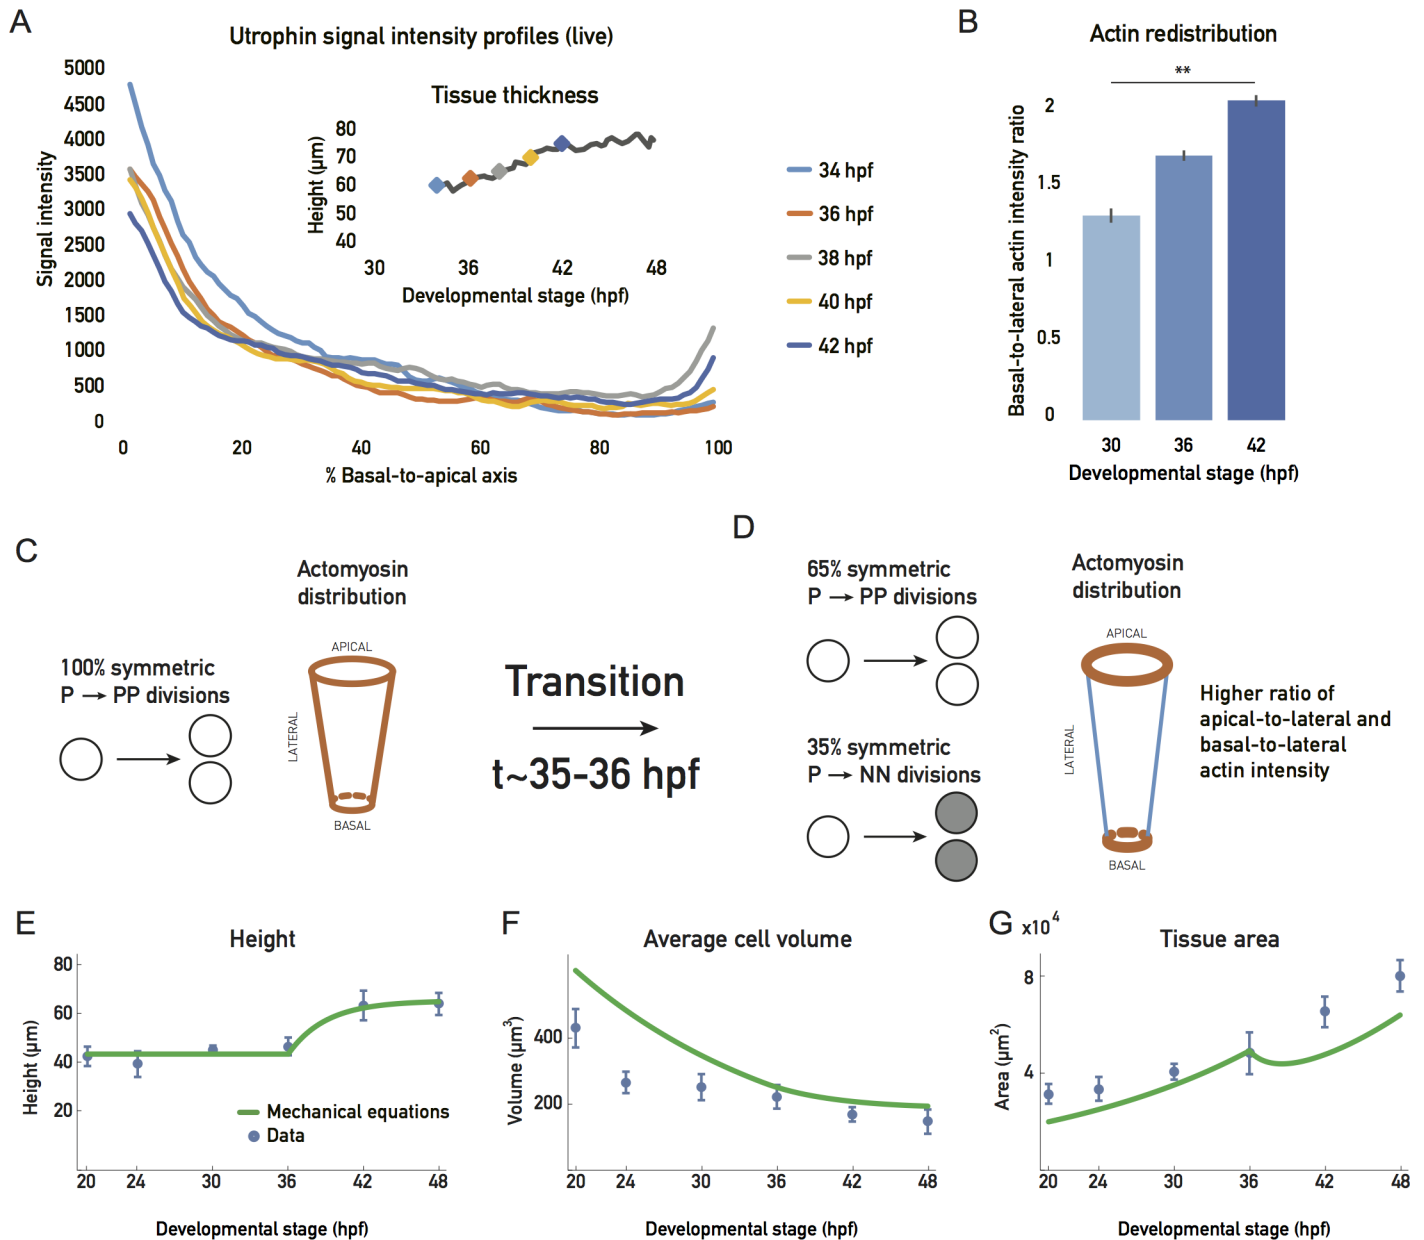 A
Utrophin signal intensity profiles (live)
Signal intensity
5000
4500
4000
3500
3000
2500
2000
1500
1000
500
0
0 20 40 60 80 100
% Basal-to-apical axis
Tissue thickness
Height (µm)
80
70
60
50
40
30 36 42 48
Developmental stage (hpf)
34 hpf
36 hpf
38 hpf
40 hpf
42 hpf
B
Actin redistribution
**
Basal-to-lateral actin intensity ratio
2
1.5
1
0.5
0
30 36 42
Developmental stage (hpf)
C
100% symmetric
P → PP divisions
Actomyosin
distribution
APICAL
LATERAL
BASAL
Transition
t~35-36 hpf
D
65% symmetric
P → PP divisions
35% symmetric
P → NN divisions
Actomyosin
distribution
APICAL
LATERAL
BASAL
Higher ratio of
apical-to-lateral and
basal-to-lateral
actin intensity
E
Height
Height (µm)
80
60
40
20
Mechanical equations
Data
20 24 30 36 42 48
Developmental stage (hpf)
F
Average cell volume
Volume (µm³)
400
200
20 24 30 36 42 48
Developmental stage (hpf)
G
x10⁴
Tissue area
Area (µm²)
8
4
20 24 30 36 42 48
Developmental stage (hpf)